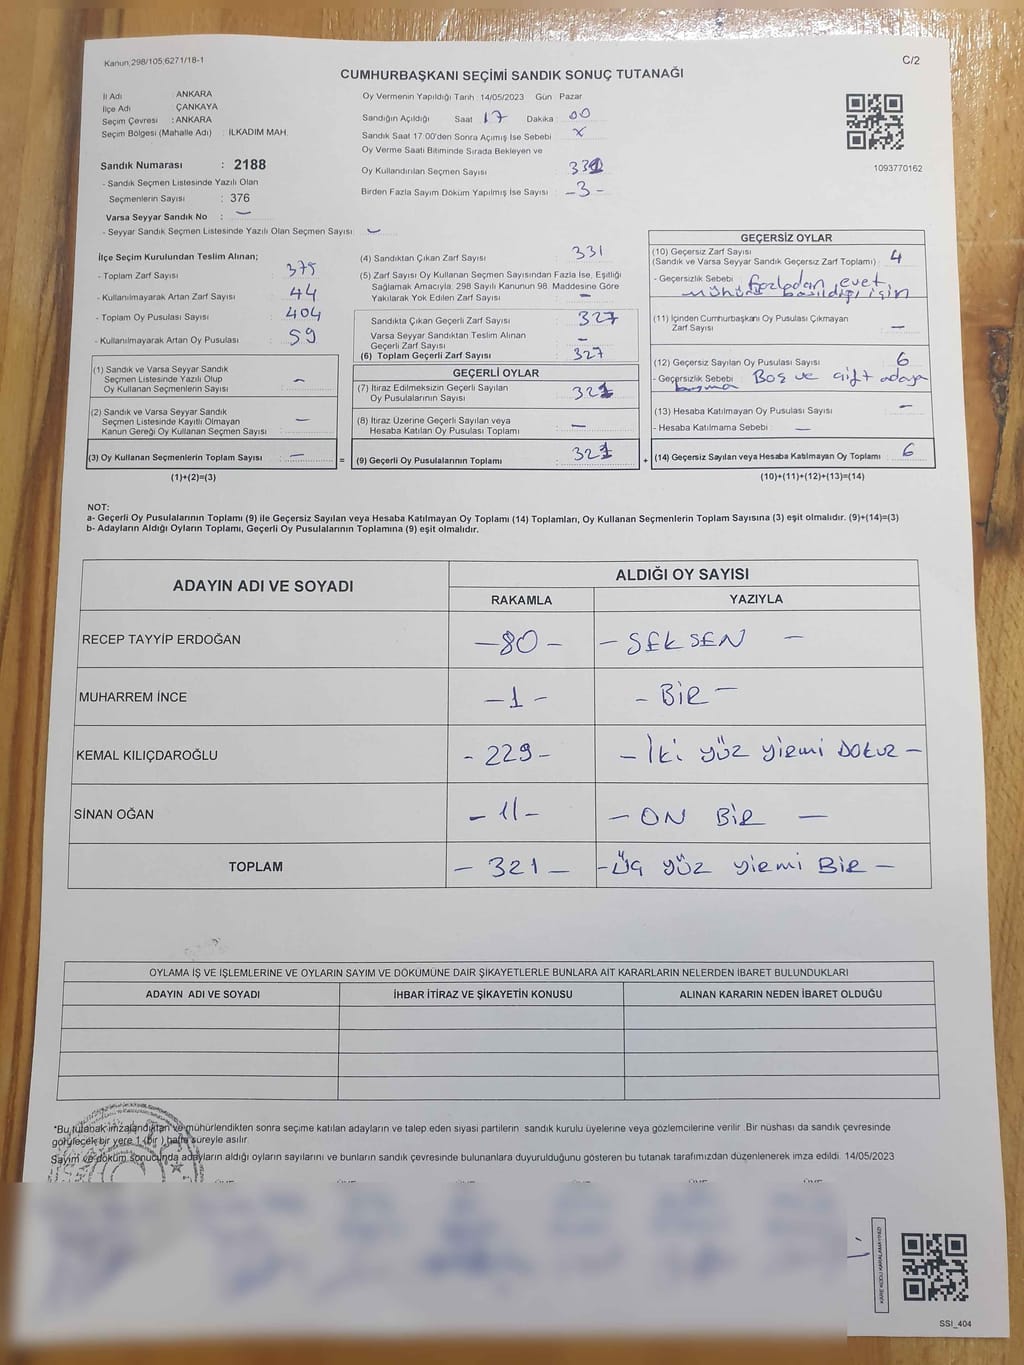 Kanun,298/105,6271/18-1
C/2
CUMHURBAŞKANI SEÇİMİ SANDIK SONUÇ TUTANAĞI
İl Adı : ANKARA
İlçe Adı : ÇANKAYA
Seçim Çevresi : ANKARA
Seçim Bölgesi (Mahalle Adı) : İLKADIM MAH.
Sandık Numarası : 2188
- Sandık Seçmen Listesinde Yazılı Olan
Seçmenlerin Sayısı : 376
Varsa Seyyar Sandık No : –
- Seyyar Sandık Seçmen Listesinde Yazılı Olan Seçmen Sayısı: –
Oy Vermenin Yapıldığı Tarih : 14/05/2023 Gün : Pazar
Sandığın Açıldığı Saat 17 Dakika : 00
Sandık Saat 17.00'den Sonra Açımış İse Sebebi : x
Oy Verme Saati Bitiminde Sırada Bekleyen ve
Oy Kullandırılan Seçmen Sayısı : 331
Birden Fazla Sayım Döküm Yapılmış İse Sayısı : -3-
1093770162
İlçe Seçim Kurulundan Teslim Alınan;
- Toplam Zarf Sayısı : 375
- Kullanılmayarak Artan Zarf Sayısı : 44
- Toplam Oy Pusulası Sayısı : 404
- Kullanılmayarak Artan Oy Pusulası : 59
(1) Sandık ve Varsa Seyyar Sandık
Seçmen Listesinde Yazılı Olup
Oy Kullanan Seçmenlerin Sayısı : –
(2) Sandık ve Varsa Seyyar Sandık
Seçmen Listesinde Kayıtlı Olmayan
Kanun Gereği Oy Kullanan Seçmen Sayısı : –
(3) Oy Kullanan Seçmenlerin Toplam Sayısı : –
(1)+(2)=(3)
(4) Sandıktan Çıkan Zarf Sayısı : 331
(5) Zarf Sayısı Oy Kullanan Seçmen Sayısından Fazla İse, Eşitliği
Sağlamak Amacıyla; 298 Sayılı Kanunun 98. Maddesine Göre
Yakılarak Yok Edilen Zarf Sayısı : –
Sandıkta Çıkan Geçerli Zarf Sayısı : 327
Varsa Seyyar Sandıktan Teslim Alınan
Geçerli Zarf Sayısı : –
(6) Toplam Geçerli Zarf Sayısı : 327
GEÇERLİ OYLAR
(7) İtiraz Edilmeksizin Geçerli Sayılan
Oy Pusulalarının Sayısı : 321
(8) İtiraz Üzerine Geçerli Sayılan veya
Hesaba Katılan Oy Pusulası Toplamı : –
= (9) Geçerli Oy Pusulalarının Toplamı : 321 +
GEÇERSİZ OYLAR
(10) Geçersiz Zarf Sayısı
(Sandık ve Varsa Seyyar Sandık Geçersiz Zarf Toplamı) : 4
- Geçersizlik Sebebi : fazladan evet
mührü basıldığı için
(11) İçinden Cumhurbaşkanı Oy Pusulası Çıkmayan
Zarf Sayısı : –
(12) Geçersiz Sayılan Oy Pusulası Sayısı : 6
- Geçersizlik Sebebi : Boş ve çift adaya
basma
(13) Hesaba Katılmayan Oy Pusulası Sayısı : –
- Hesaba Katılmama Sebebi : –
(14) Geçersiz Sayılan veya Hesaba Katılmayan Oy Toplamı : 6
(10)+(11)+(12)+(13)=(14)
NOT:
a- Geçerli Oy Pusulalarının Toplamı (9) ile Geçersiz Sayılan veya Hesaba Katılmayan Oy Toplamı (14) Toplamları, Oy Kullanan Seçmenlerin Toplam Sayısına (3) eşit olmalıdır. (9)+(14)=(3)
b- Adayların Aldığı Oyların Toplamı, Geçerli Oy Pusulalarının Toplamına (9) eşit olmalıdır.
ADAYIN ADI VE SOYADI
ALDIĞI OY SAYISI
RAKAMLA YAZIYLA
RECEP TAYYİP ERDOĞAN -80- - SEKSEN -
MUHARREM İNCE -1- - BİR -
KEMAL KILIÇDAROĞLU - 229- - İki yüz yirmi DOKUZ -
SİNAN OĞAN - 11- - ON BİR -
TOPLAM - 321 - - Üç yüz yirmi BİR -
OYLAMA İŞ VE İŞLEMLERİNE VE OYLARIN SAYIM VE DÖKÜMÜNE DAİR ŞİKAYETLERLE BUNLARA AİT KARARLARIN NELERDEN İBARET BULUNDUKLARI
ADAYIN ADI VE SOYADI İHBAR İTİRAZ VE ŞİKAYETİN KONUSU ALINAN KARARIN NEDEN İBARET OLDUĞU
*Bu tutanak imzalandıktan ve mühürlendikten sonra seçime katılan adayların ve talep eden siyasi partilerin sandık kurulu üyelerine veya gözlemcilerine verilir. Bir nüshası da sandık çevresinde
görülecek bir yere 1 (bir ) hafta süreyle asılır.
Sayım ve döküm sonucunda adayların aldığı oyların sayılarını ve bunların sandık çevresinde bulunanlara duyurulduğunu gösteren bu tutanak tarafımızdan düzenlenerek imza edildi. 14/05/2023
KARE KODU KARALAMAYINIZ!
SSI_404